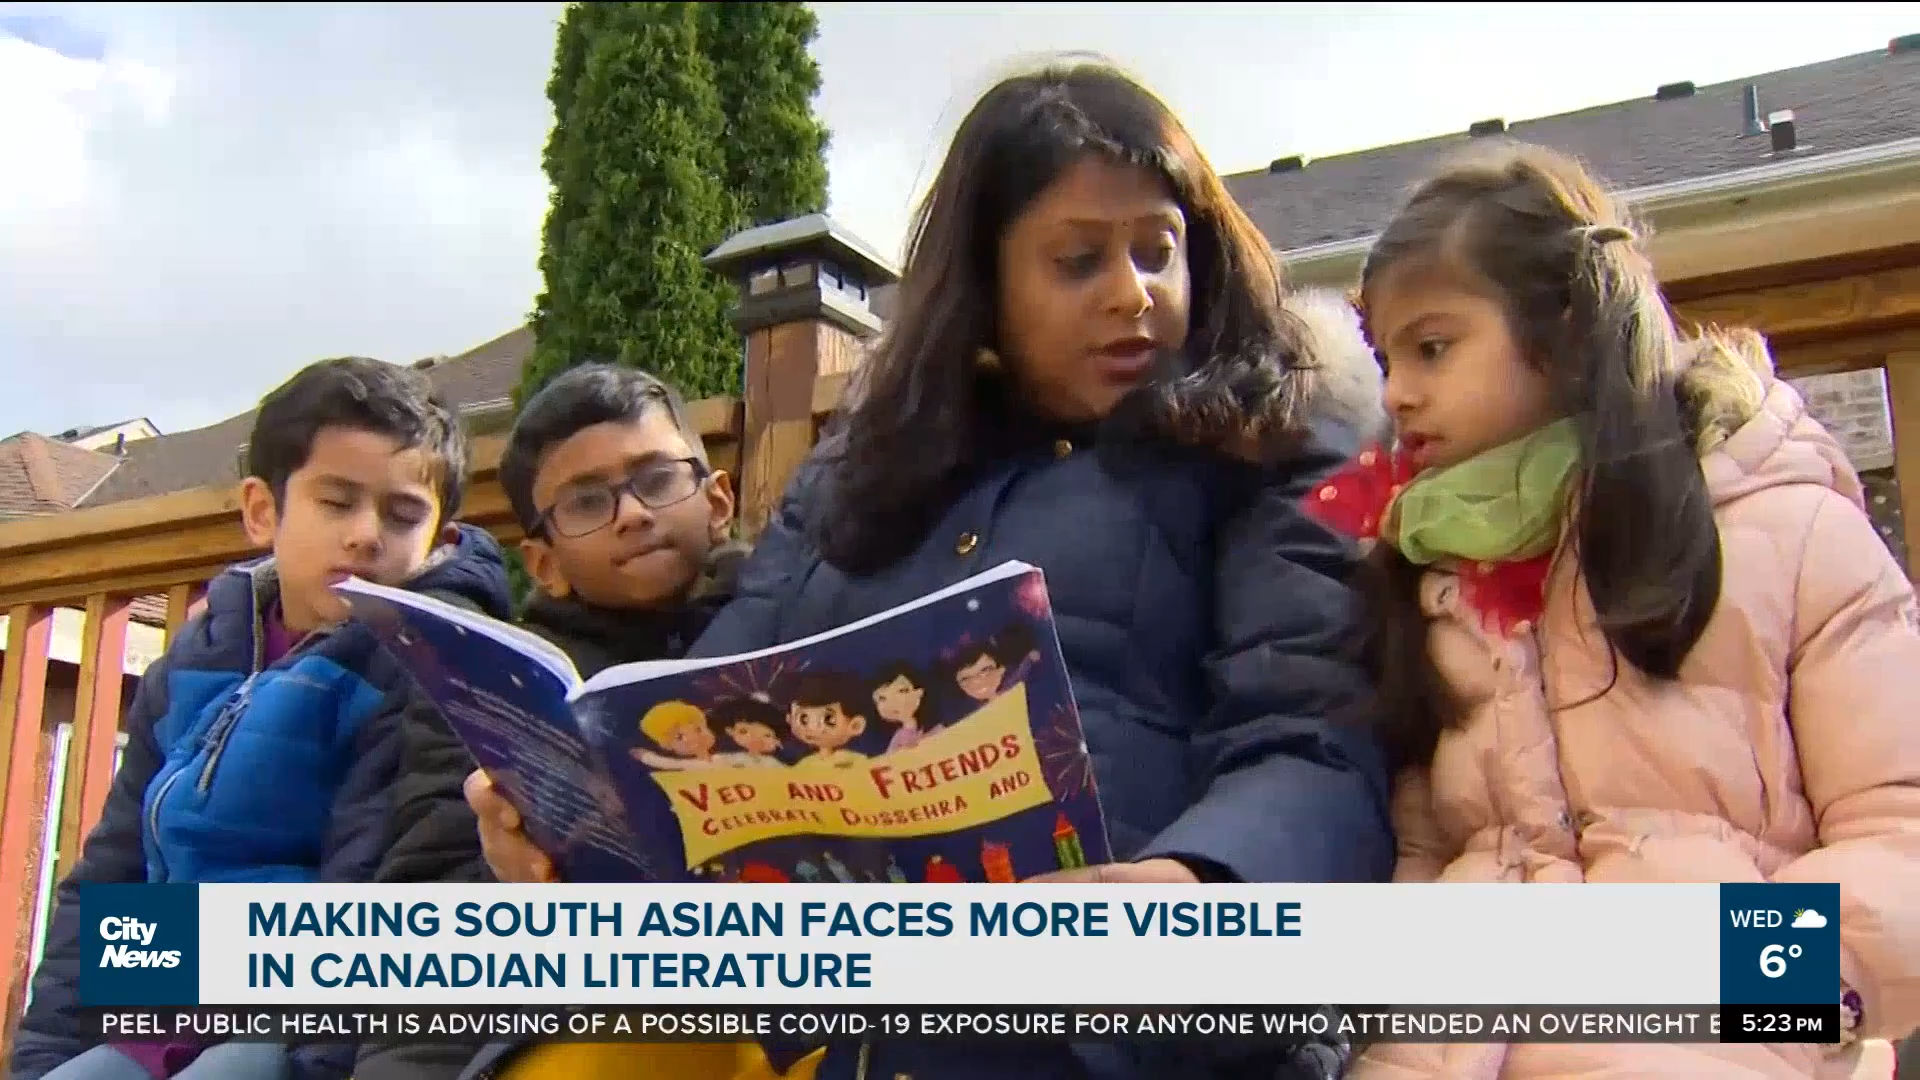 VED AND FRIENDS
CELEBRATE DUSSEHRA AND
City
News
MAKING SOUTH ASIAN FACES MORE VISIBLE
IN CANADIAN LITERATURE
WED
6°
PEEL PUBLIC HEALTH IS ADVISING OF A POSSIBLE COVID-19 EXPOSURE FOR ANYONE WHO ATTENDED AN OVERNIGHT
5:23 PM